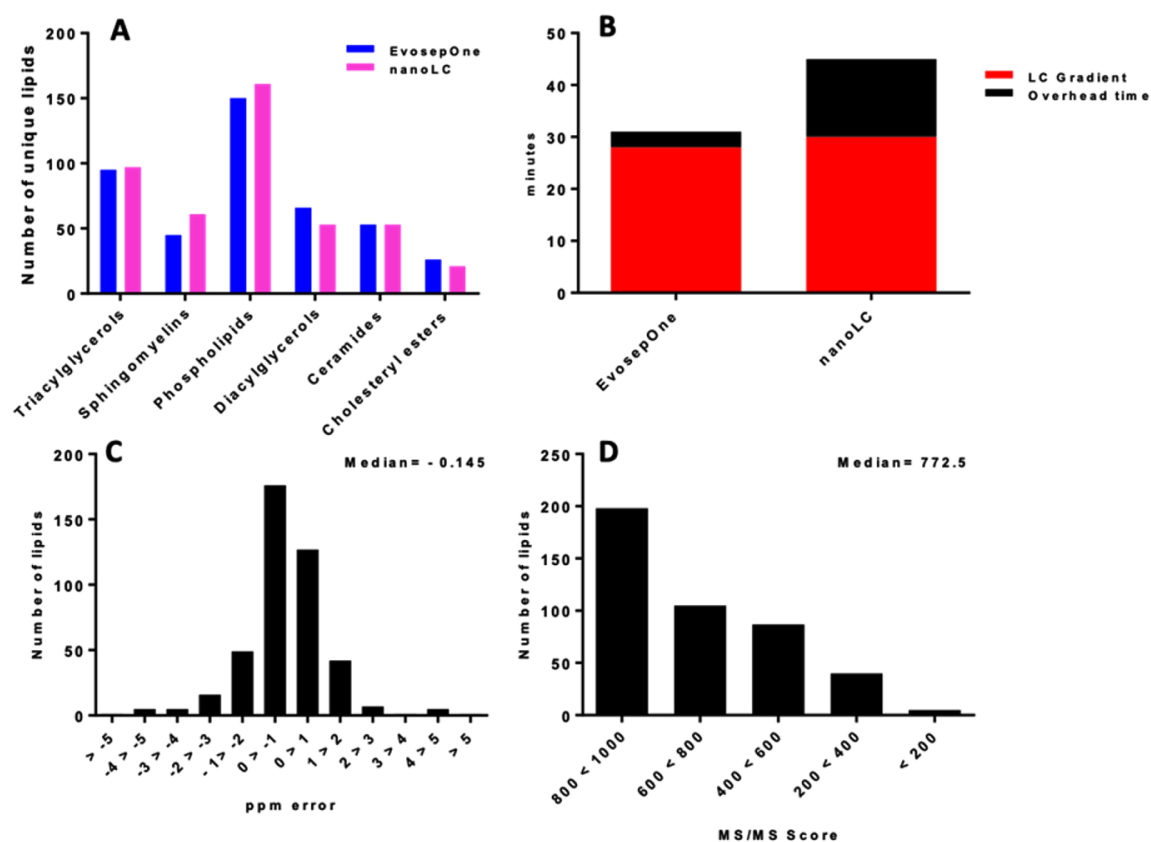 A
Number of unique lipids
200
150
100
50
0
EvosepOne
nanoLC
Triacylglycerols
Sphingomyelins
Phospholipids
Diacylglycerols
Ceramides
Cholesteryl esters
B
minutes
50
40
30
20
10
0
LC Gradient
Overhead time
EvosepOne
nanoLC
C
Median= - 0.145
Number of lipids
200
150
100
50
0
> -5
-4 > -5
-3 > -4
-2 > -3
- 1 > -2
0 > -1
0 > 1
1 > 2
2 > 3
3 > 4
4 > 5
> 5
ppm error
D
Median= 772.5
Number of lipids
250
200
150
100
50
0
800 < 1000
600 < 800
400 < 600
200 < 400
< 200
MS/MS Score